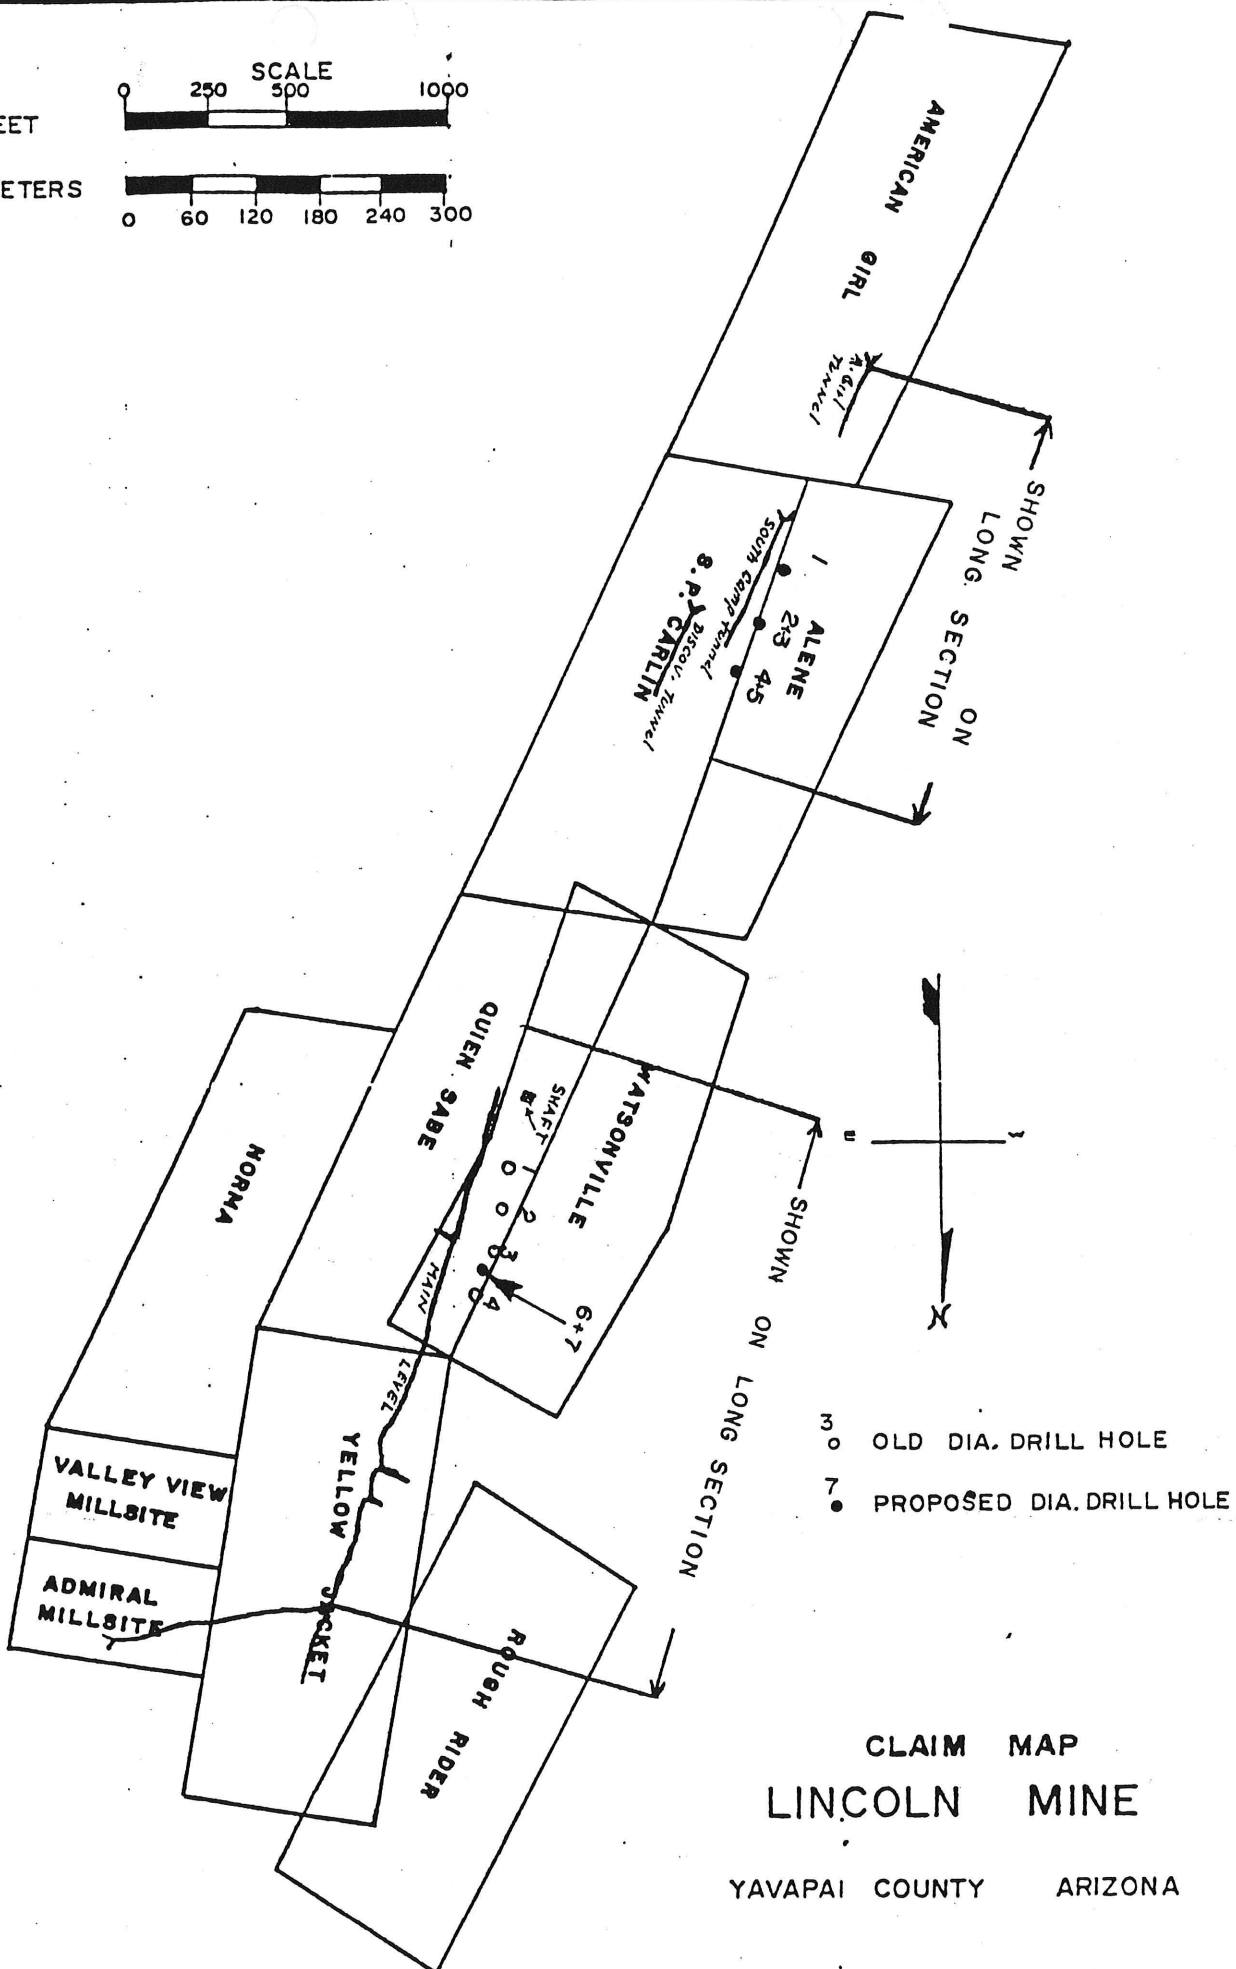 SCALE
0 250 500 1000
EET
ETERS
0 60 120 180 240 300
AMERICAN GIRL
A. Girl
TUNNEL
SHOWN ON
LONG. SECTION
SOUTH CAMP TUNNEL
1
2+3
4+5
ALENE
S. P. CARLIN
DISCOV. TUNNEL
QUIEN SABE
SHAFT
WATSONVILLE
1
2
3
4
6+7
NORMA
MAIN
LEVEL
SHOWN ON LONG SECTION
E
W
N
3
OLD DIA. DRILL HOLE
7
PROPOSED DIA. DRILL HOLE
VALLEY VIEW
MILLSITE
YELLOW JACKET
ADMIRAL
MILLSITE
ROUGH RIDER
CLAIM MAP
LINCOLN MINE
YAVAPAI COUNTY ARIZONA